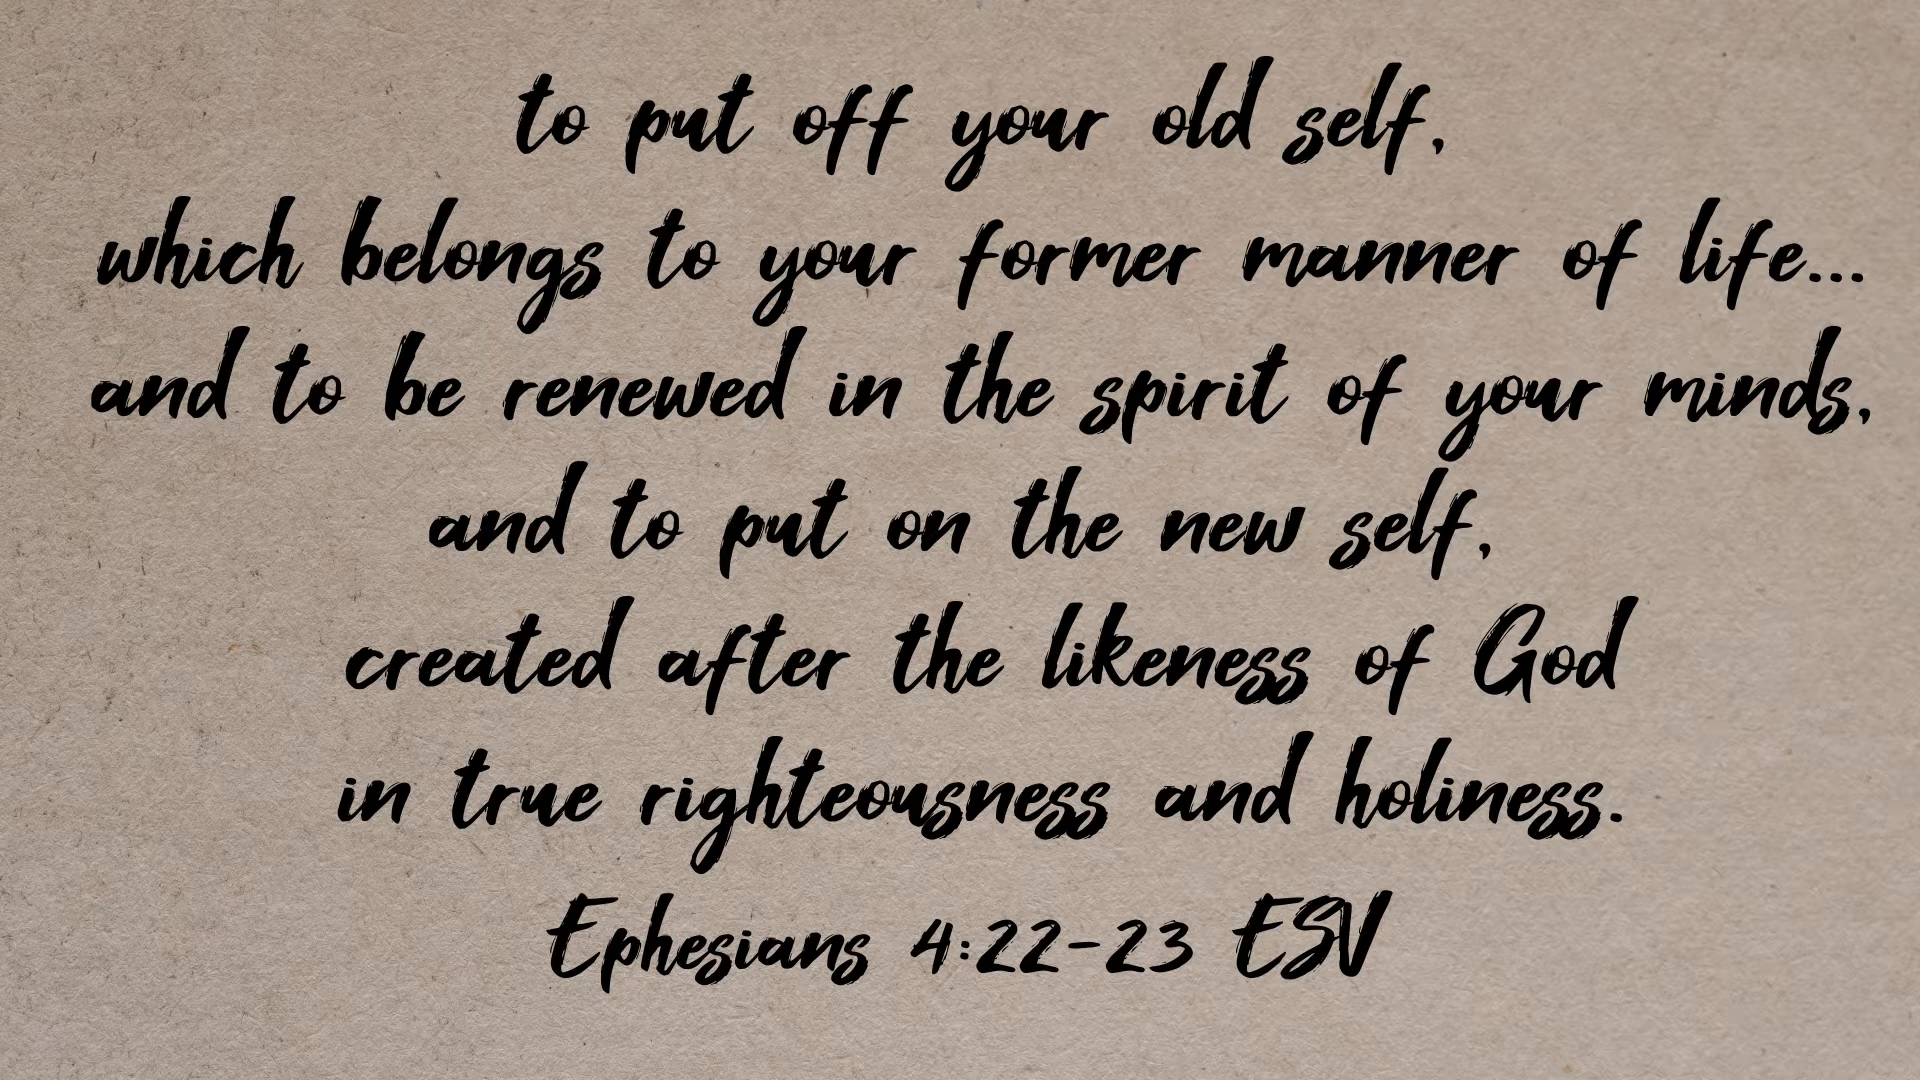 to put off your old self,
which belongs to your former manner of life...
and to be renewed in the spirit of your minds,
and to put on the new self,
created after the likeness of God
in true righteousness and holiness.
Ephesians 4:22-23 ESV